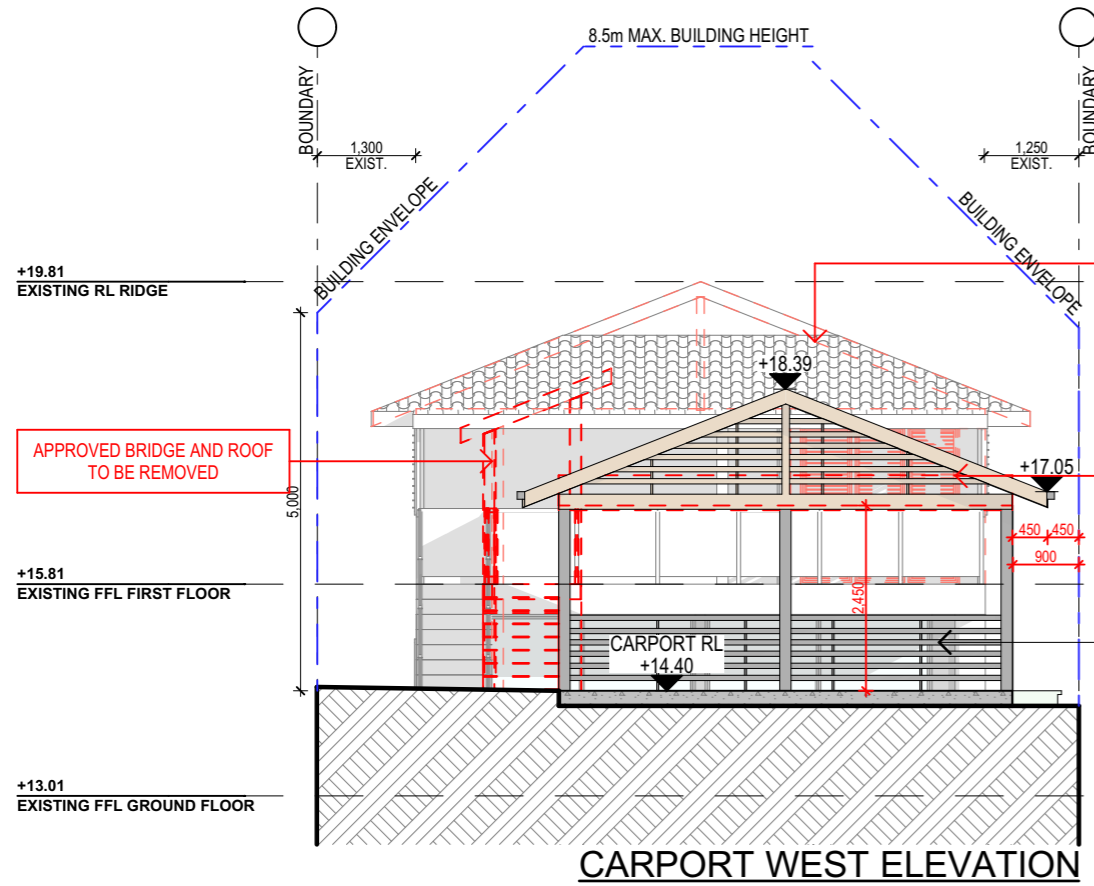 8.5m MAX. BUILDING HEIGHT
BOUNDARY
BOUNDARY
1,300
EXIST.
1,250
EXIST.
BUILDING ENVELOPE
BUILDING ENVELOPE
+19.81
EXISTING RL RIDGE
+18.39
APPROVED BRIDGE AND ROOF
TO BE REMOVED
+17.05
5,000
450 450
900
+15.81
EXISTING FFL FIRST FLOOR
2,450
CARPORT RL
+14.40
+13.01
EXISTING FFL GROUND FLOOR
CARPORT WEST ELEVATION